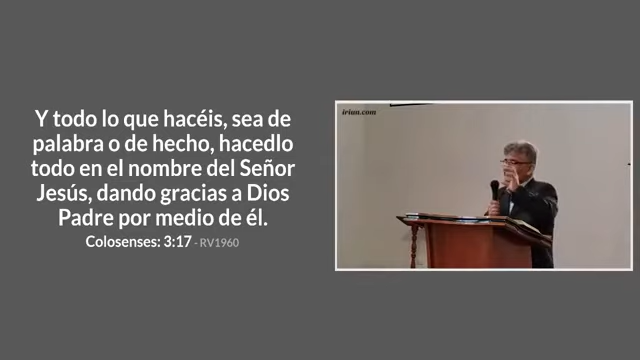 Y todo lo que hacéis, sea de
palabra o de hecho, hacedlo
todo en el nombre del Señor
Jesús, dando gracias a Dios
Padre por medio de él.
Colosenses: 3:17 - RV1960
irian.com